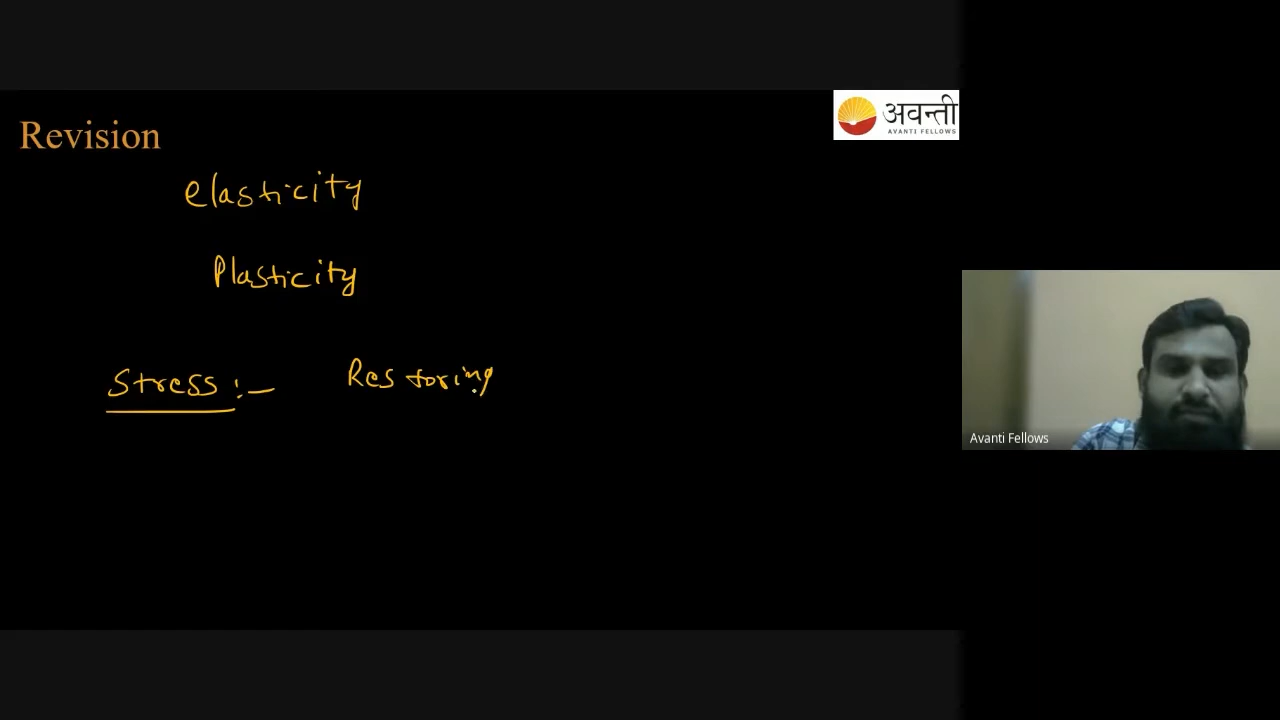 अवन्ती
AVANTI FELLOWS
Revision
elasticity
Plasticity
Stress :- Restoring
Avanti Fellows